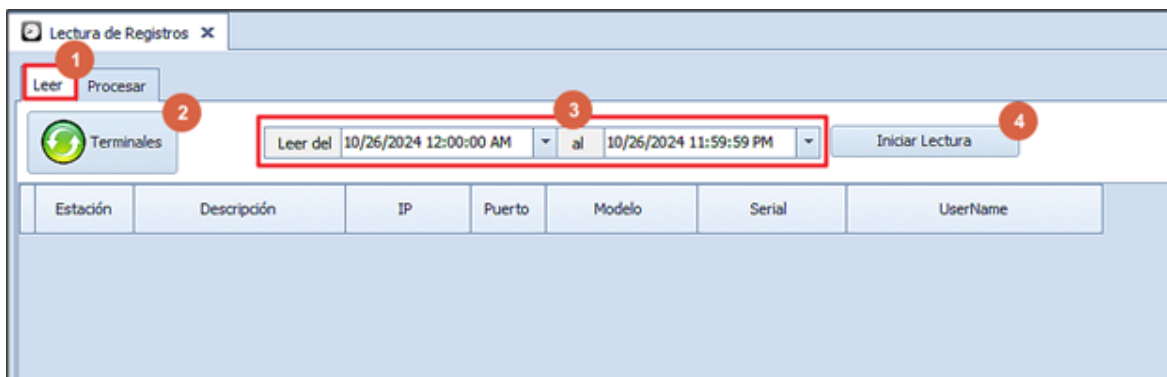 Lectura de Registros X
1
Leer Procesar
2
3
4
Terminales Leer del 10/26/2024 12:00:00 AM al 10/26/2024 11:59:59 PM Iniciar Lectura
Estación Descripción IP Puerto Modelo Serial UserName